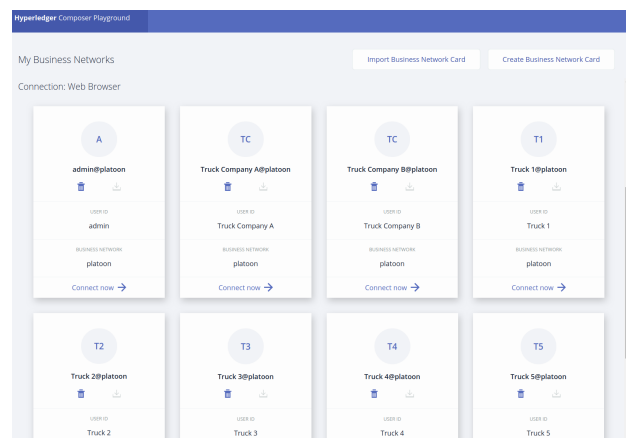 Hyperledger Composer Playground
My Business Networks
Import Business Network Card
Create Business Network Card
Connection: Web Browser
A
TC
TC
T1
admin@platoon
Truck Company A@platoon
Truck Company B@platoon
Truck 1@platoon
USER ID
USER ID
USER ID
USER ID
admin
Truck Company A
Truck Company B
Truck 1
BUSINESS NETWORK
BUSINESS NETWORK
BUSINESS NETWORK
BUSINESS NETWORK
platoon
platoon
platoon
platoon
Connect now
Connect now
Connect now
Connect now
T2
T3
T4
T5
Truck 2@platoon
Truck 3@platoon
Truck 4@platoon
Truck 5@platoon
USER ID
USER ID
USER ID
USER ID
Truck 2
Truck 3
Truck 4
Truck 5